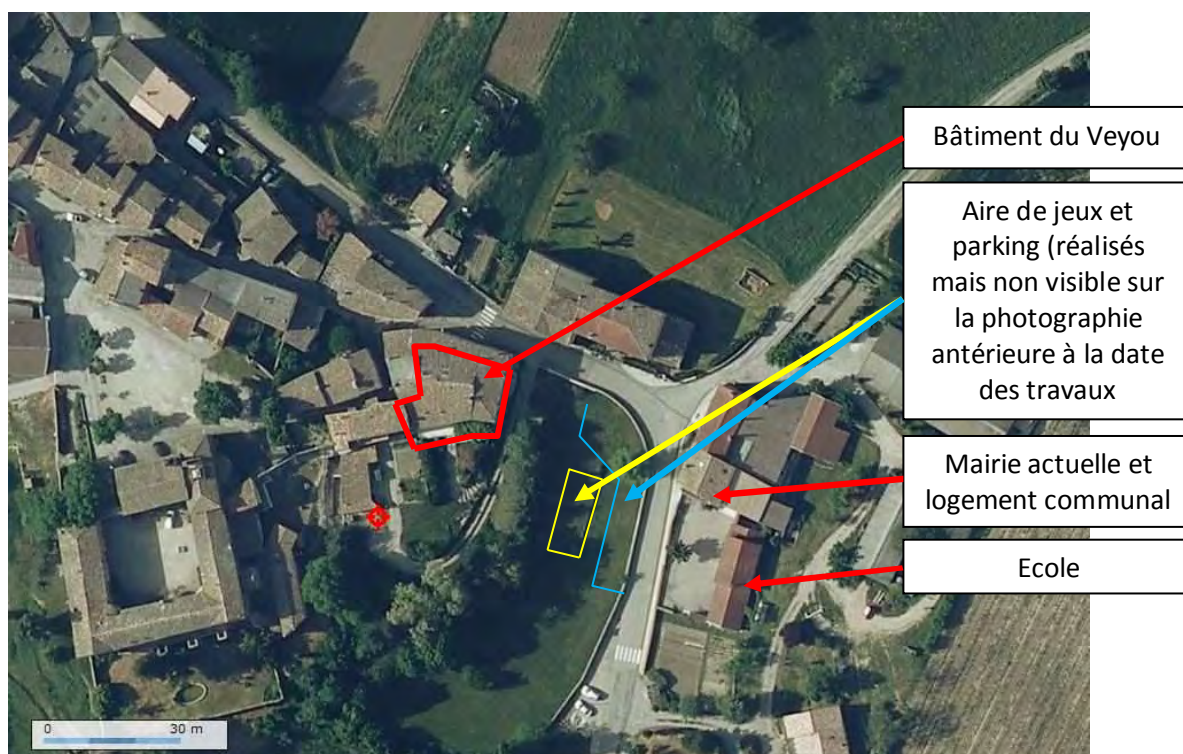 Bâtiment du Veyou
Aire de jeux et
parking (réalisés
mais non visible sur
la photographie
antérieure à la date
des travaux
Mairie actuelle et
logement communal
Ecole
0 30 m